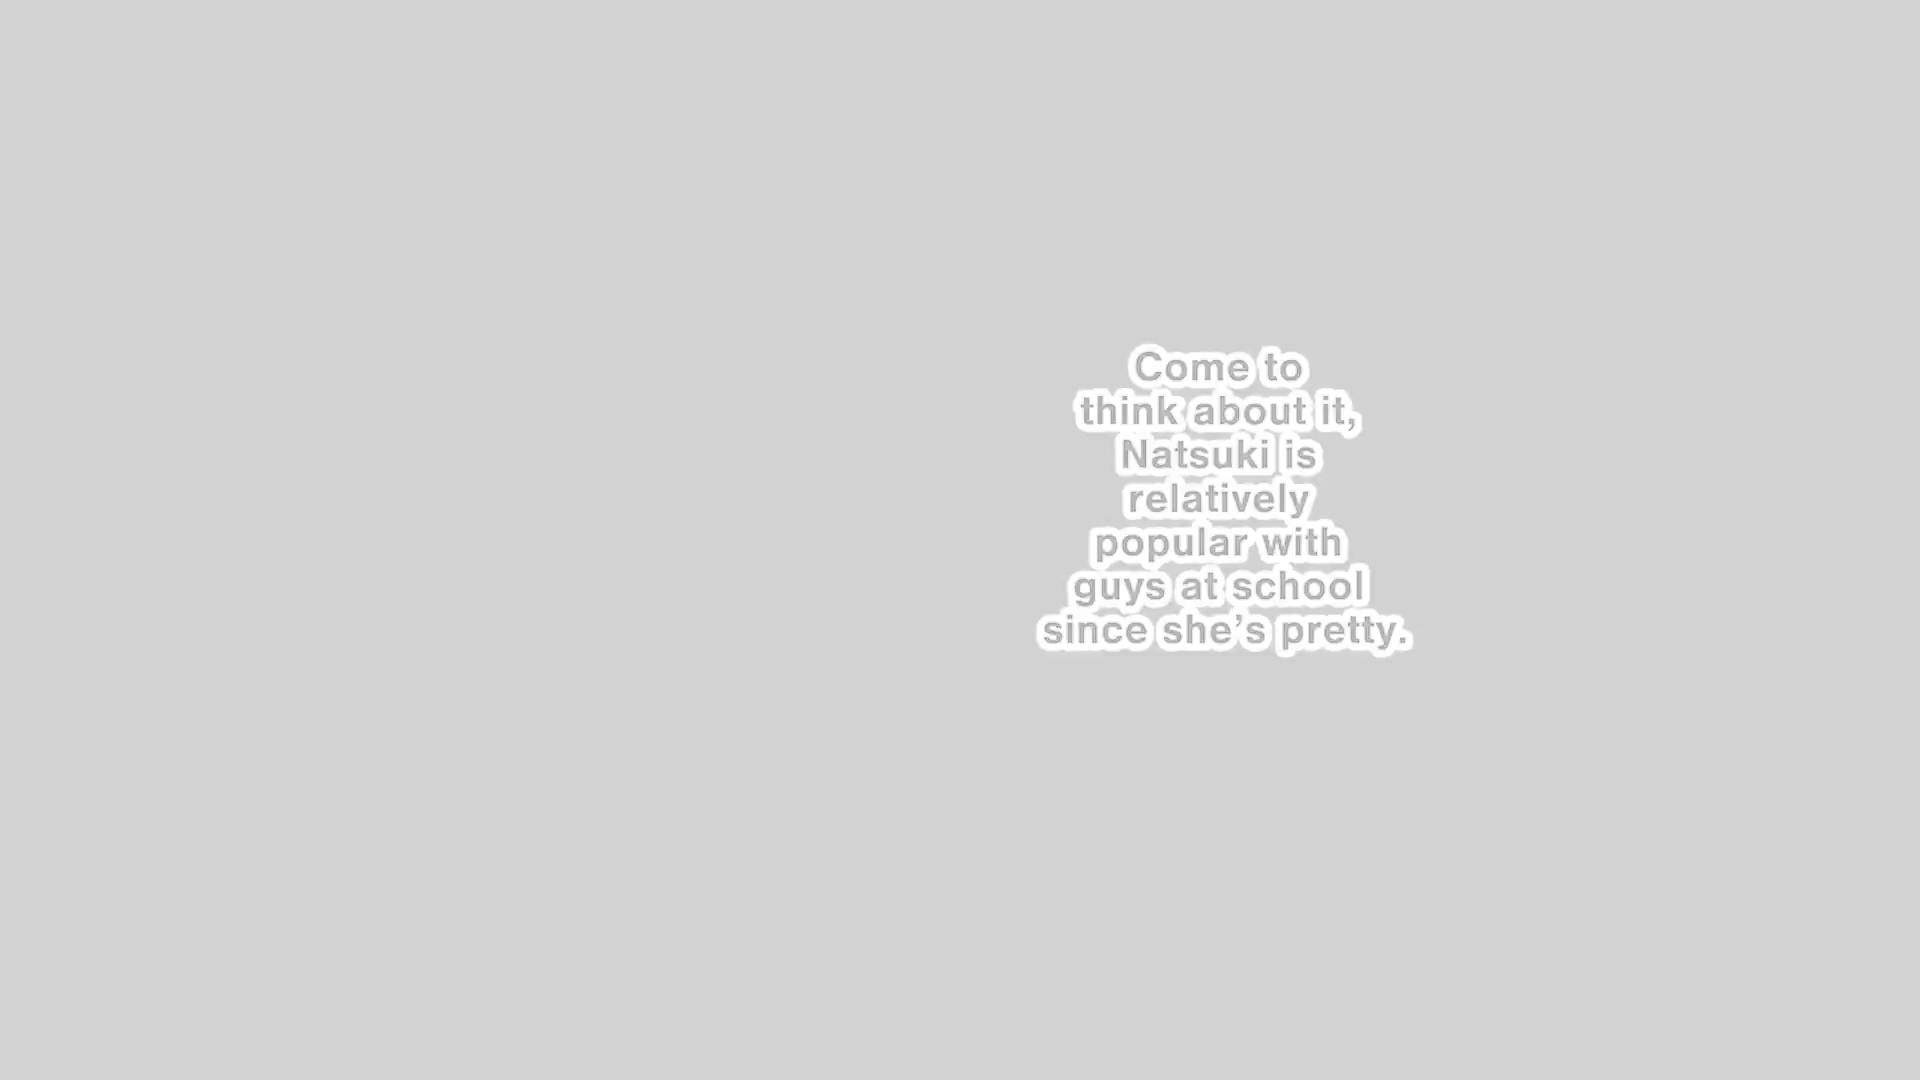 Come to
think about it,
Natsuki is
relatively
popular with
guys at school
since she’s pretty.